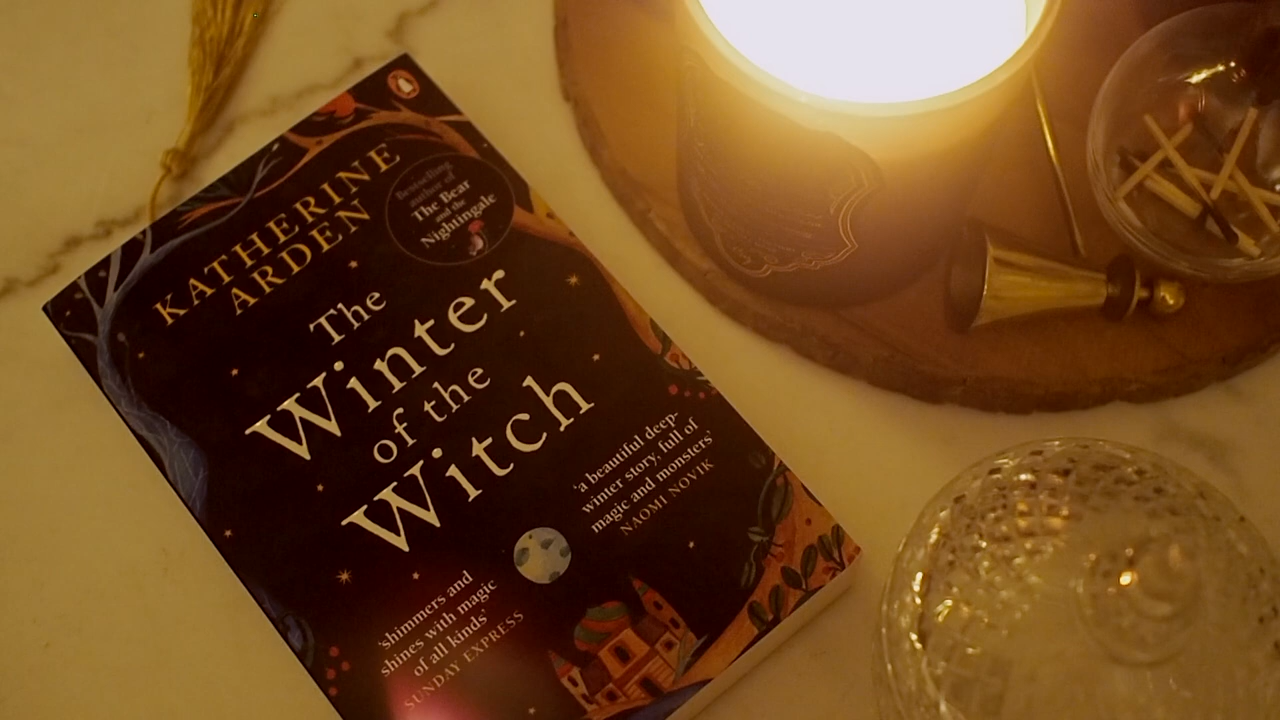 KATHERINE
ARDEN
Bestselling
author of
The Bear
and the
Nightingale
The
Winter
of the
Witch
'a beautiful deep-
winter story, full of
magic and monsters'
NAOMI NOVIK
'shimmers and
shines with magic
of all kinds'
SUNDAY EXPRESS